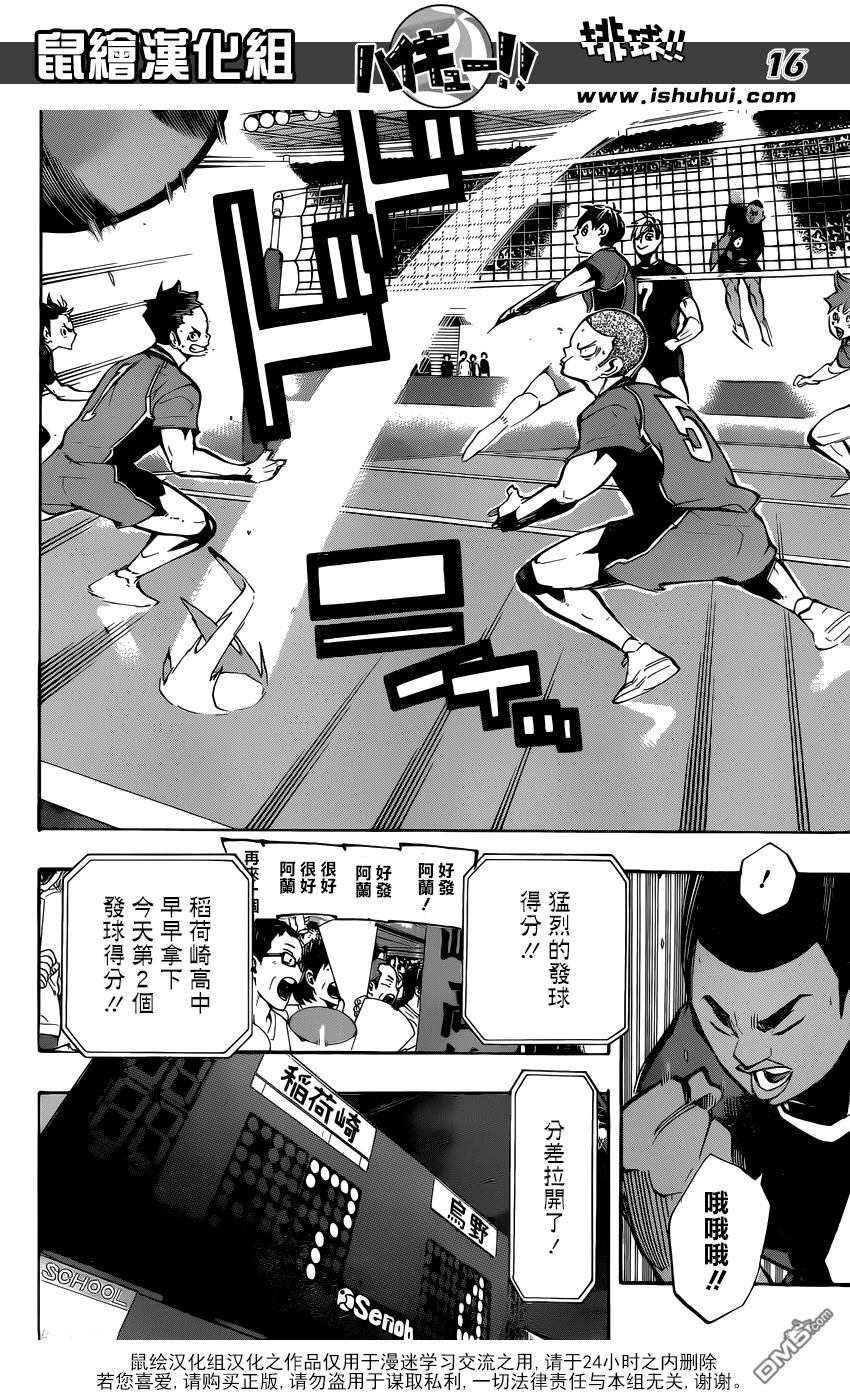 鼠繪漢化組
ハイキュー!!
排球!!
16
www.ishuhui.com
ドッ
ゴ
ォ
5
7
!
哦哦哦!!
猛烈的發球
得分!!
好發
阿蘭!
好發
阿蘭
很好
很好
阿蘭
稻荷崎高中
早早拿下
今天第2個
發球得分!!
分差拉開了!
稲荷崎
7
烏野
4
SCHOOL
Senoh
鼠绘汉化组汉化之作品仅用于漫迷学习交流之用, 请于24小时之内删除
若您喜爱, 请购买正版, 请勿盗用于谋取私利, 一切法律责任与本组无关, 谢谢.
DM5.com